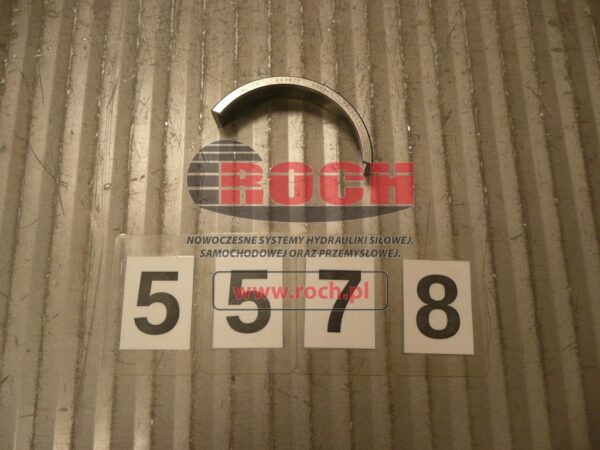 ROCH
NOWOCZESNE SYSTEMY HYDRAULIKI SIŁOWEJ,
SAMOCHODOWEJ ORAZ PRZEMYSŁOWEJ.
www.roch.pl
5 5 7 8